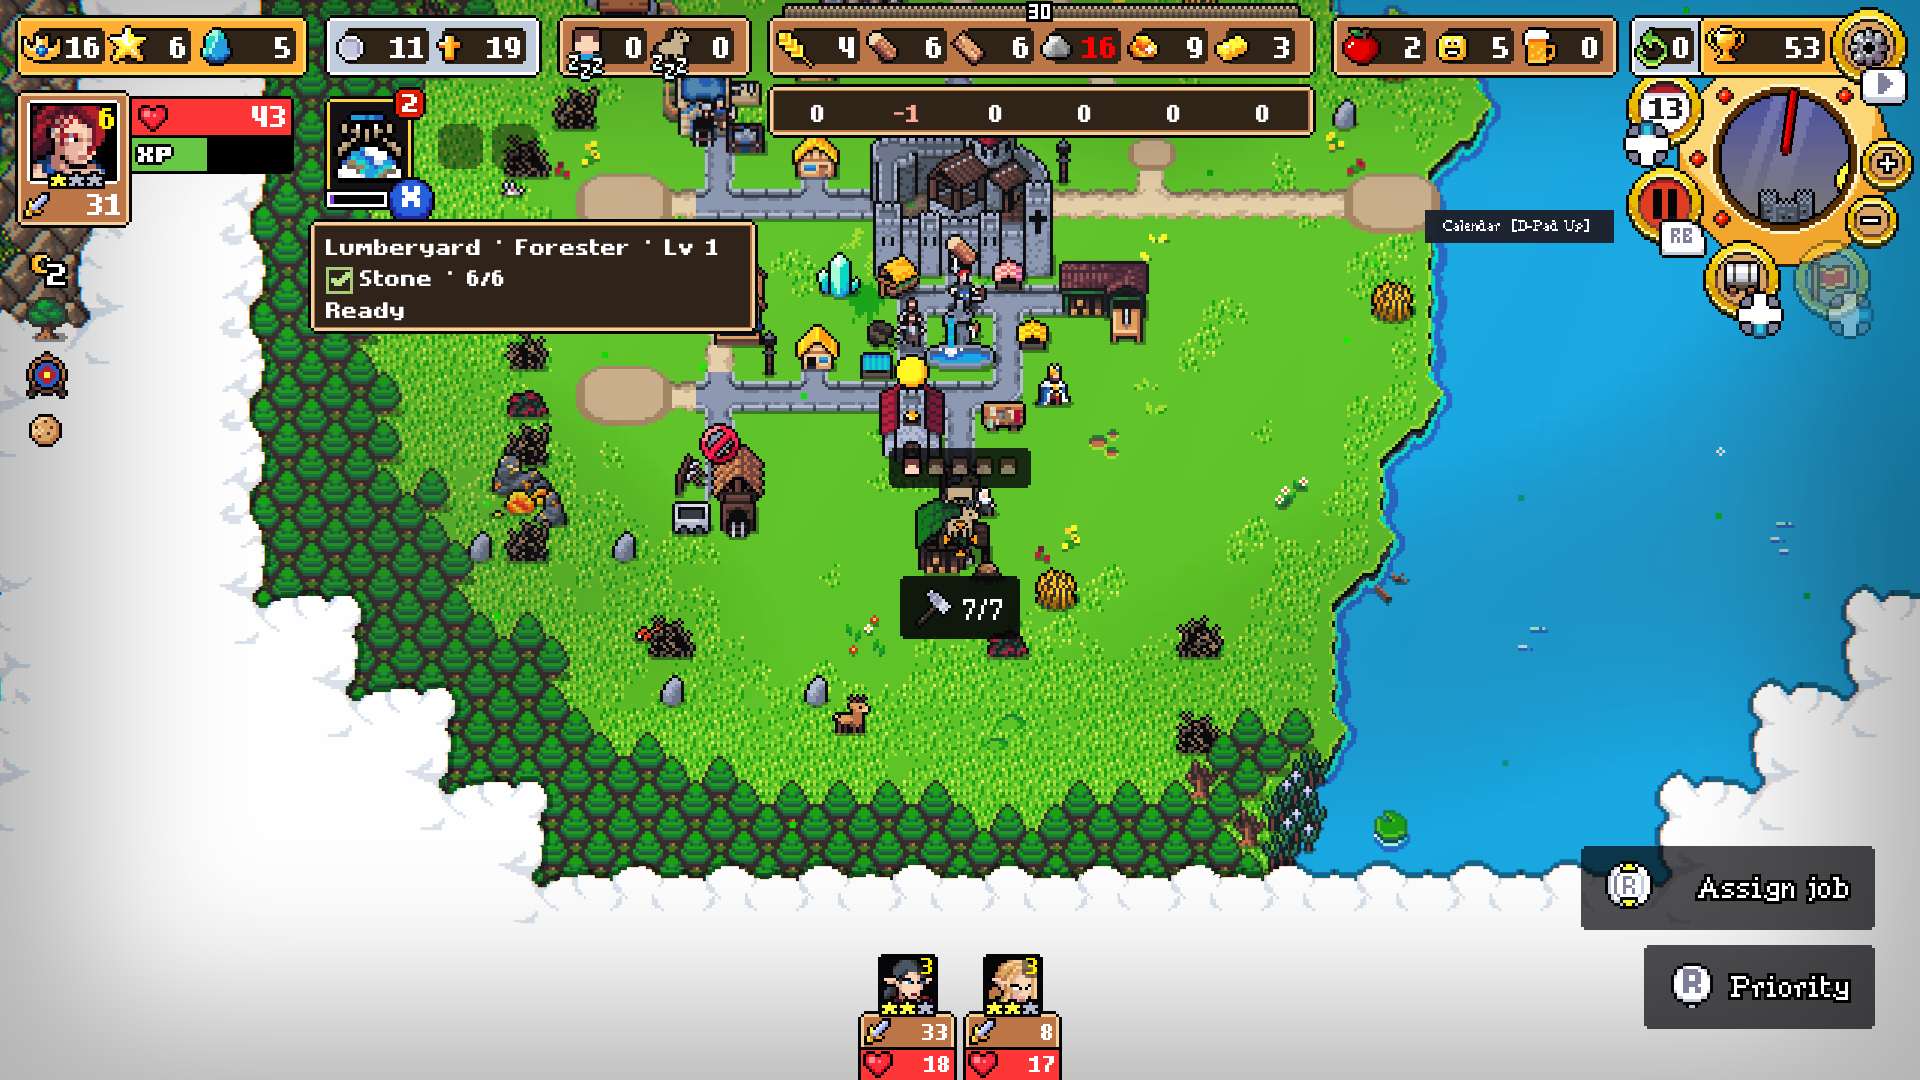 30
16 6 5
11 19
0 0
zzz zzz
4 6 6 16 9 3
2 5 0
0 53
0 -1 0 0 0 0
6
43
XP
31
2
X
13
RB
Calendar [D-Pad Up]
Lumberyard · Forester · Lv 1
Stone · 6/6
Ready
2
7/7
R Assign job
R Priority
3 3
33 8
18 17